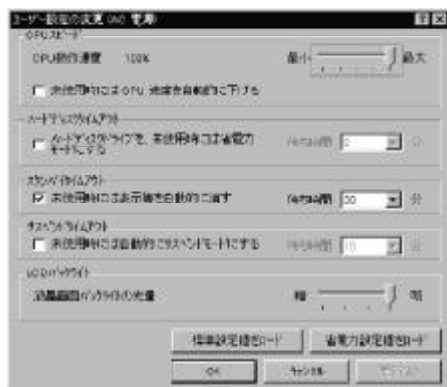 ユーザー設定の変更 (AC 電源)
CPUスピード
CPU動作速度 100% 最小 最大
未使用時にはCPU 速度を自動的に下げる
ハードディスクタイムアウト
ハードディスクドライブを、未使用時には省電力
モードにする 待ち時間 分
スタンバイタイムアウト
未使用時には表示端を自動的に消す 待ち時間 30 分
サスペンドタイムアウト
未使用時には自動的にサスペンドモードにする 待ち時間 10 分
LCDバックライト
液晶画面バックライトの光量 暗 明
標準設定値をロード 省電力設定値をロード
OK キャンセル